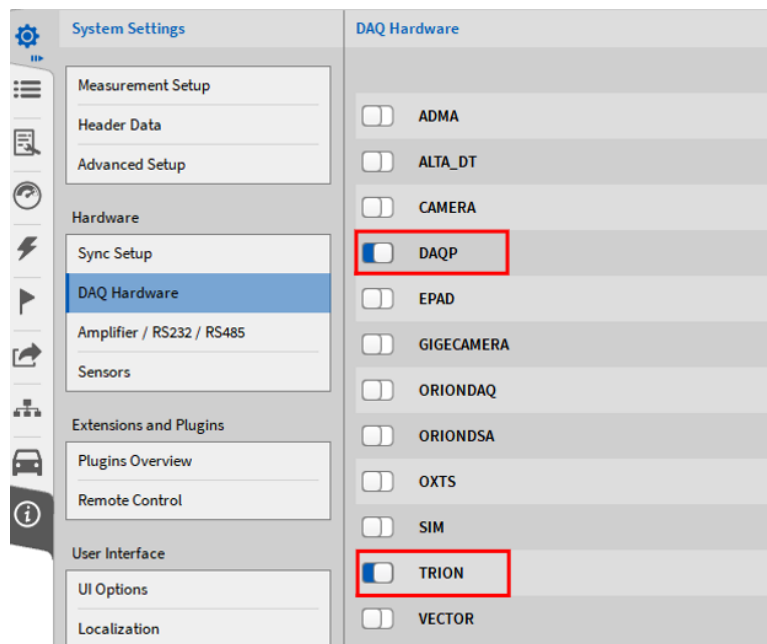 System Settings
Measurement Setup
Header Data
Advanced Setup
Hardware
Sync Setup
DAQ Hardware
Amplifier / RS232 / RS485
Sensors
Extensions and Plugins
Plugins Overview
Remote Control
User Interface
UI Options
Localization
DAQ Hardware
ADMA
ALTA_DT
CAMERA
DAQP
EPAD
GIGECAMERA
ORIONDAQ
ORIONDSA
OXTS
SIM
TRION
VECTOR